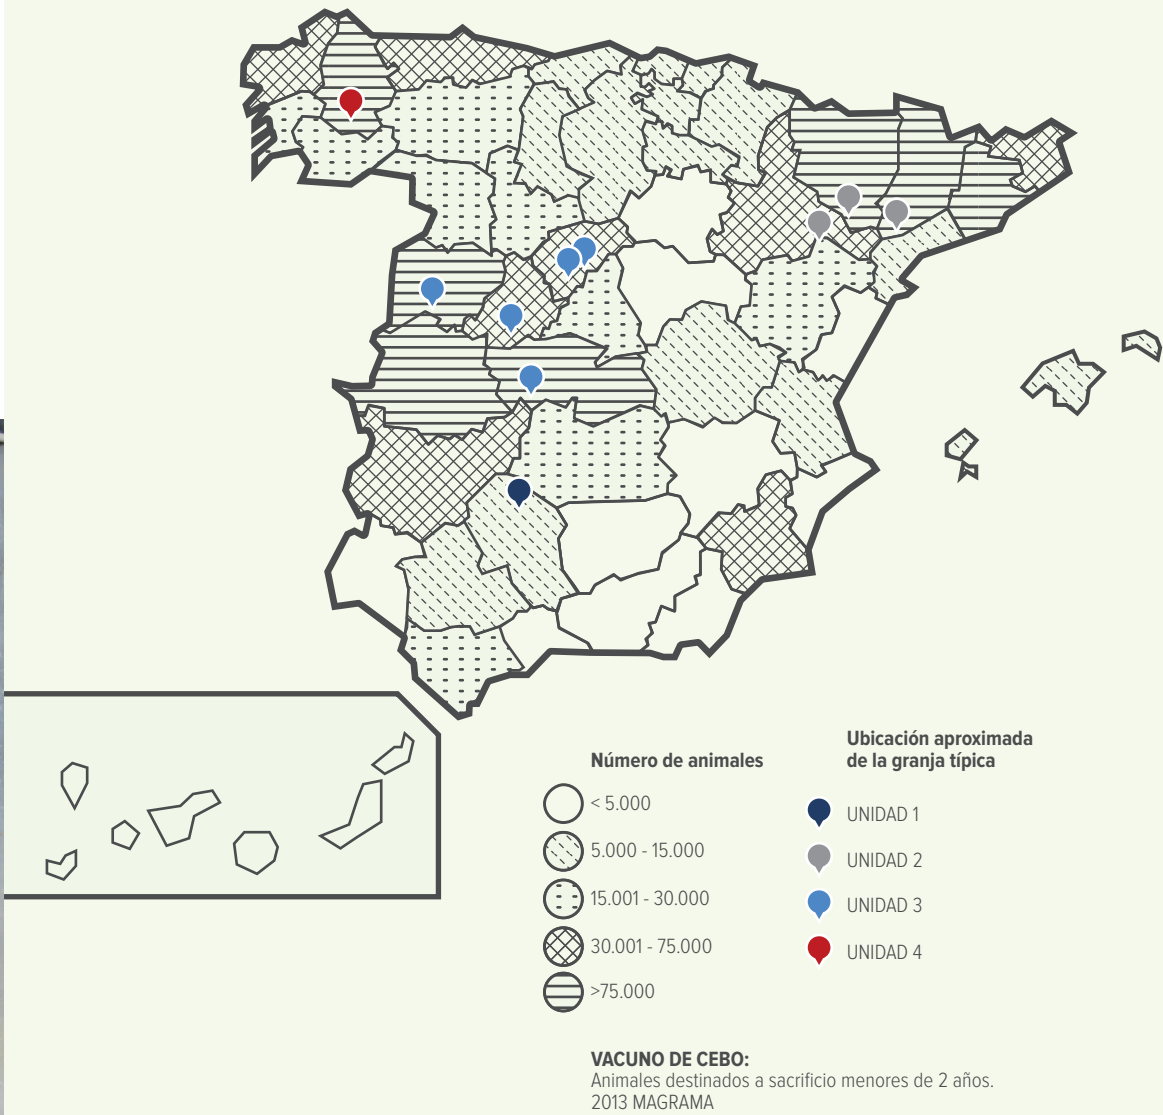 Número de animales
< 5.000
5.000 - 15.000
15.001 - 30.000
30.001 - 75.000
>75.000
Ubicación aproximada
de la granja típica
UNIDAD 1
UNIDAD 2
UNIDAD 3
UNIDAD 4
VACUNO DE CEBO:
Animales destinados a sacrificio menores de 2 años.
2013 MAGRAMA